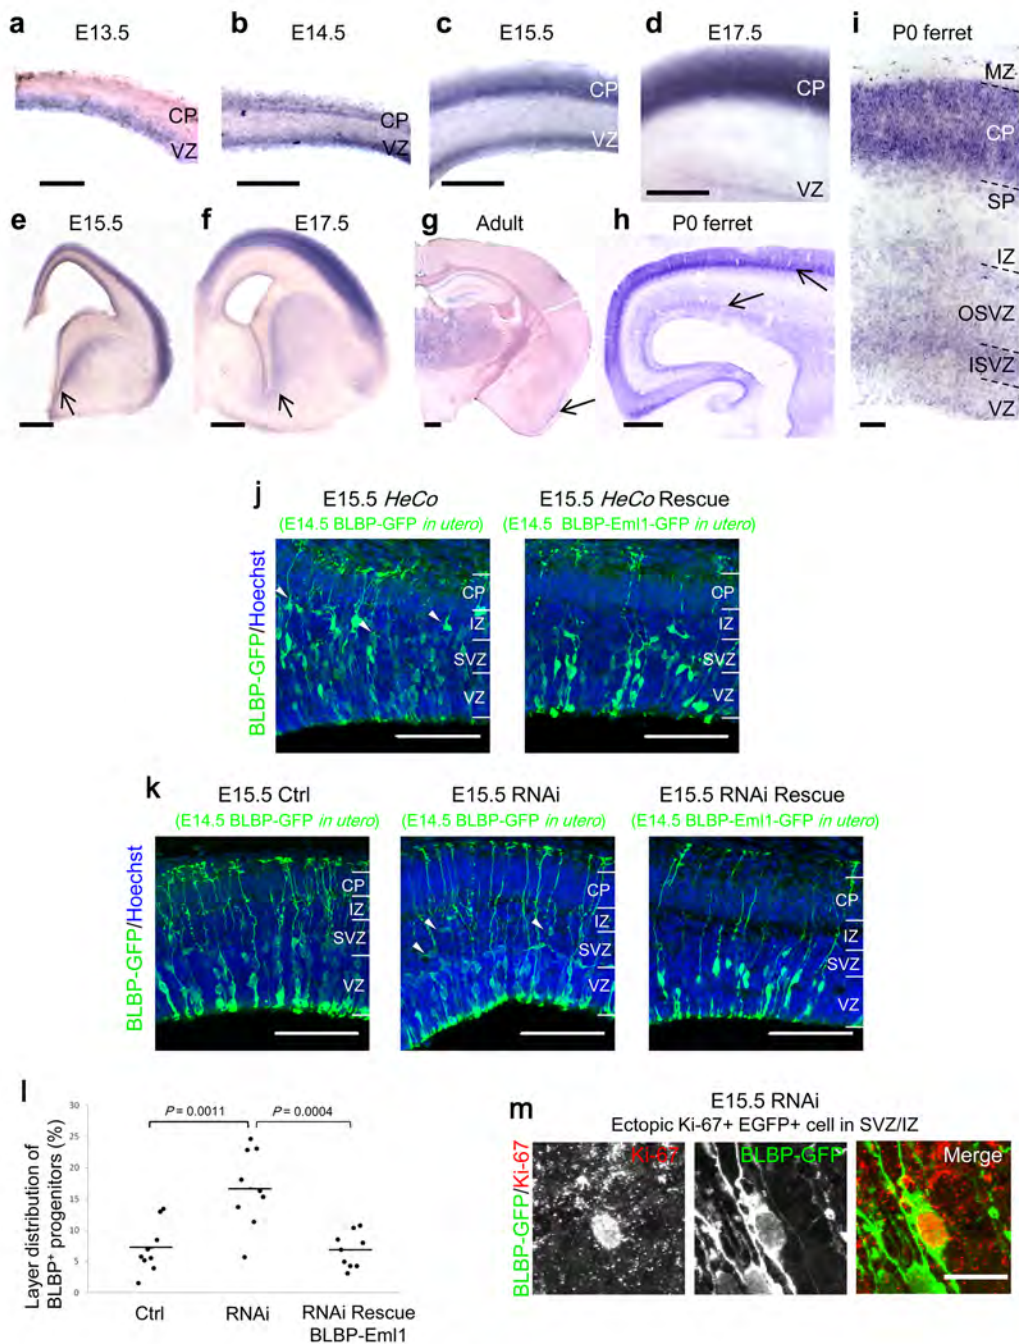 a
E13.5
CP
VZ
b
E14.5
CP
VZ
c
E15.5
CP
VZ
d
E17.5
CP
VZ
i
P0 ferret
MZ
CP
SP
IZ
OSVZ
ISVZ
VZ
e
E15.5
f
E17.5
g
Adult
h
P0 ferret
j
E15.5 HeCo
(E14.5 BLBP-GFP in utero)
E15.5 HeCo Rescue
(E14.5 BLBP-Eml1-GFP in utero)
BLBP-GFP/Hoechst
CP
IZ
SVZ
VZ
CP
IZ
SVZ
VZ
k
E15.5 Ctrl
(E14.5 BLBP-GFP in utero)
E15.5 RNAi
(E14.5 BLBP-GFP in utero)
E15.5 RNAi Rescue
(E14.5 BLBP-Eml1-GFP in utero)
BLBP-GFP/Hoechst
CP
IZ
SVZ
VZ
CP
IZ
SVZ
VZ
CP
IZ
SVZ
VZ
l
Layer distribution of
BLBP+ progenitors (%)
30
25
20
15
10
5
0
P = 0.0011
P = 0.0004
Ctrl
RNAi
RNAi Rescue
BLBP-Eml1
m
E15.5 RNAi
Ectopic Ki-67+ EGFP+ cell in SVZ/IZ
BLBP-GFP/Ki-67
Ki-67
BLBP-GFP
Merge